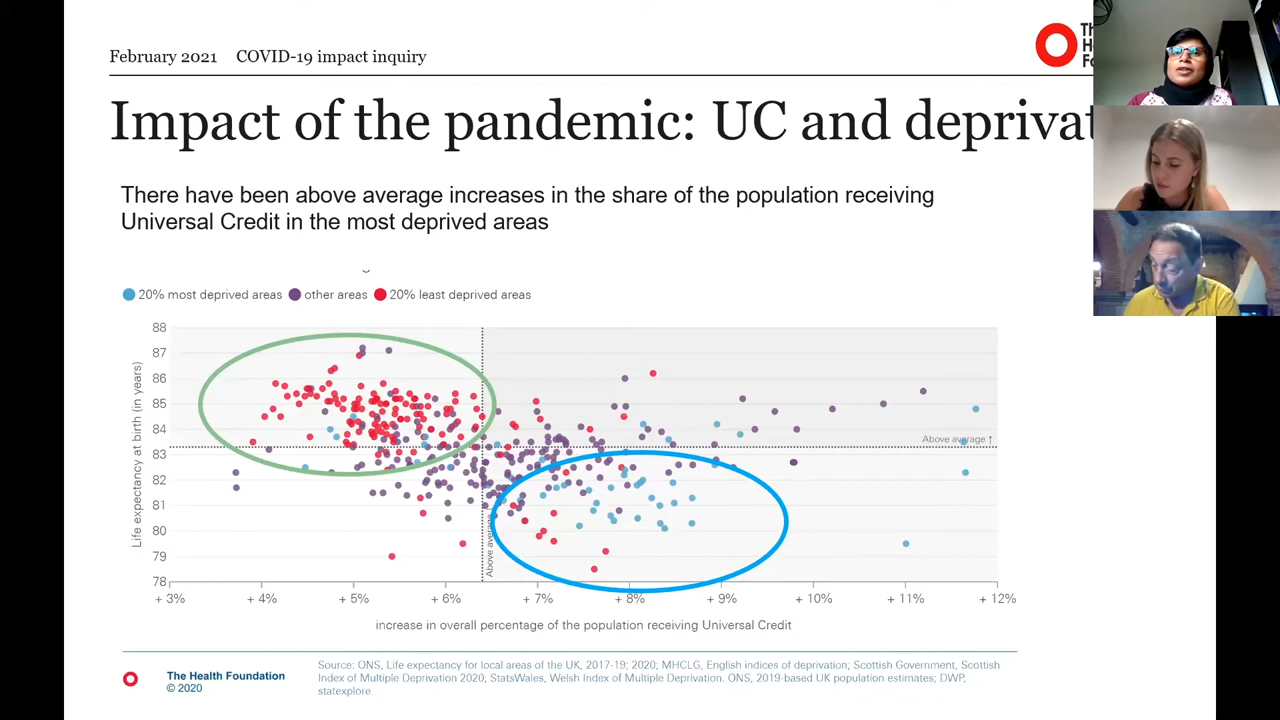 February 2021 COVID-19 impact inquiry
Impact of the pandemic: UC and deprivat
There have been above average increases in the share of the population receiving
Universal Credit in the most deprived areas
20% most deprived areas other areas 20% least deprived areas
Life expectancy at birth (in years)
88
87
86
85
84
83
82
81
80
79
78
Above average ↑
Above average
+ 3% + 4% + 5% + 6% + 7% + 8% + 9% + 10% + 11% + 12%
increase in overall percentage of the population receiving Universal Credit
The Health Foundation
© 2020
Source: ONS, Life expectancy for local areas of the UK, 2017-19; 2020; MHCLG, English indices of deprivation; Scottish Government, Scottish
Index of Multiple Deprivation 2020; StatsWales, Welsh Index of Multiple Deprivation. ONS, 2019-based UK population estimates; DWP,
statexplore.